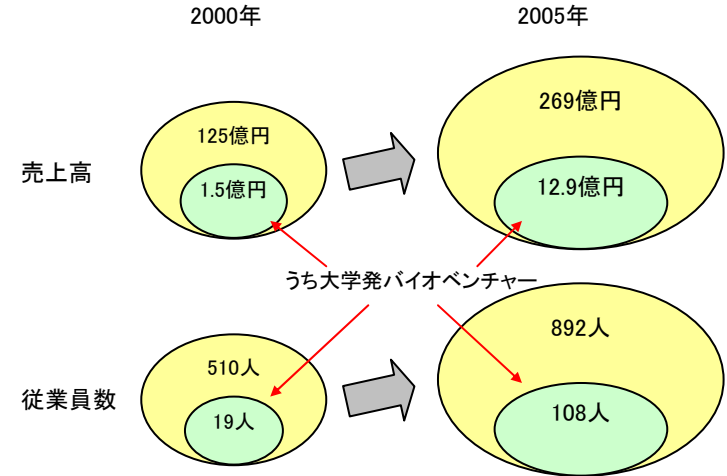 2000年
2005年
売上高
125億円
1.5億円
269億円
12.9億円
うち大学発バイオベンチャー
従業員数
510人
19人
892人
108人